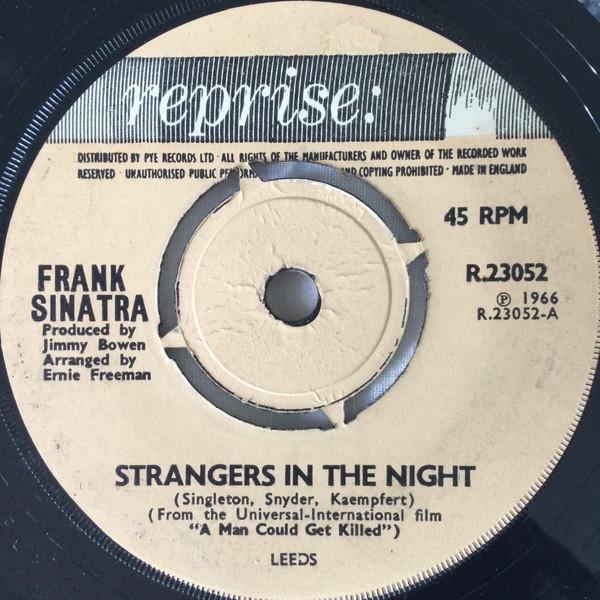 reprise:
DISTRIBUTED BY PYE RECORDS LTD · ALL RIGHTS OF THE MANUFACTURERS AND OWNER OF THE RECORDED WORK
RESERVED · UNAUTHORISED PUBLIC AND COPYING PROHIBITED · MADE IN ENGLAND
45 RPM
R.23052
℗ 1966
R.23052-A
FRANK
SINATRA
Produced by
Jimmy Bowen
Arranged by
Ernie Freeman
STRANGERS IN THE NIGHT
(Singleton, Snyder, Kaempfert)
(From the Universal-International film
"A Man Could Get Killed")
LEEDS